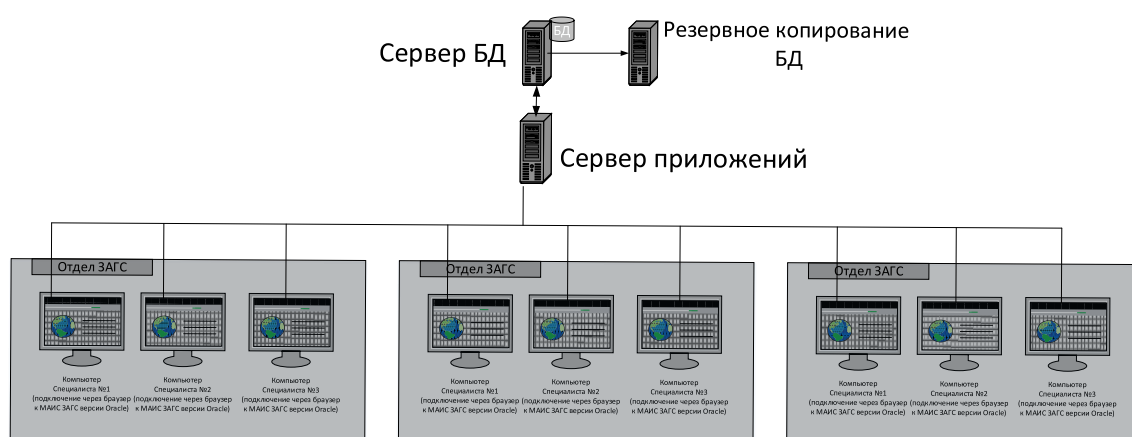 БД
Сервер БД
Резервное копирование
БД
Сервер приложений
Отдел ЗАГС
Компьютер
Специалиста №1
(подключение через браузер
к МАИС ЗАГС версии Oracle)
Компьютер
Специалиста №2
(подключение через браузер
к МАИС ЗАГС версии Oracle)
Компьютер
Специалиста №3
(подключение через браузер
к МАИС ЗАГС версии Oracle)
Отдел ЗАГС
Компьютер
Специалиста №1
(подключение через браузер
к МАИС ЗАГС версии Oracle)
Компьютер
Специалиста №2
(подключение через браузер
к МАИС ЗАГС версии Oracle)
Компьютер
Специалиста №3
(подключение через браузер
к МАИС ЗАГС версии Oracle)
Отдел ЗАГС
Компьютер
Специалиста №1
(подключение через браузер
к МАИС ЗАГС версии Oracle)
Компьютер
Специалиста №2
(подключение через браузер
к МАИС ЗАГС версии Oracle)
Компьютер
Специалиста №3
(подключение через браузер
к МАИС ЗАГС версии Oracle)